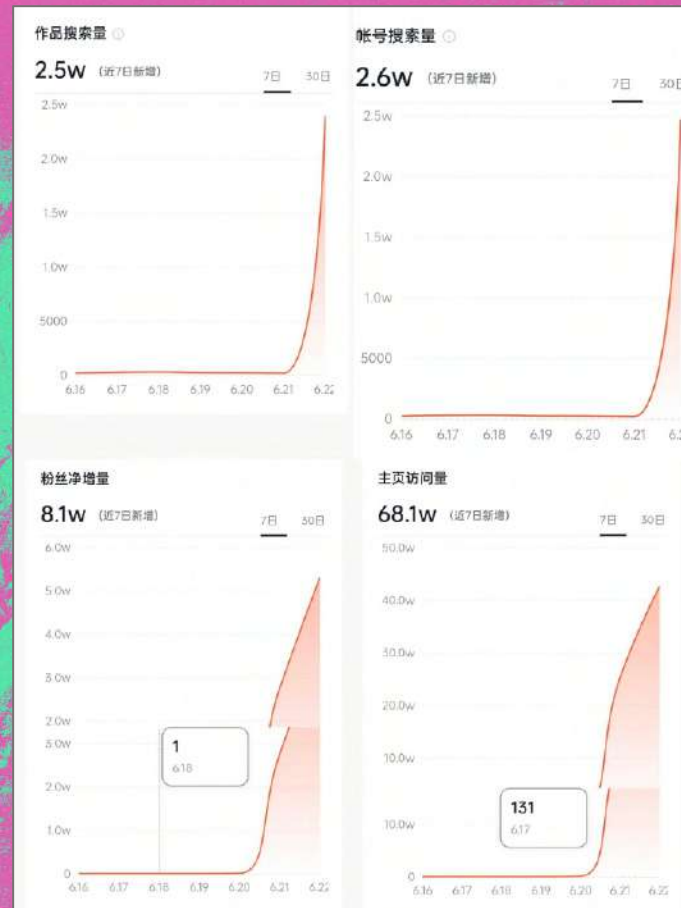 作品搜索量
2.5w （近7日新增）
7日 30日
2.5w
2.0w
1.5w
1.0w
5000
0
6.16 6.17 6.18 6.19 6.20 6.21 6.22
帐号搜索量
2.6w （近7日新增）
7日 30日
2.5w
2.0w
1.5w
1.0w
5000
0
6.16 6.17 6.18 6.19 6.20 6.21
粉丝净增量
8.1w （近7日新增）
7日 30日
6.0w
5.0w
4.0w
3.0w
2.0w
3.0w
1
6.18
2.0w
1.0w
0
6.16 6.17 6.18 6.19 6.20 6.21 6.22
主页访问量
68.1w （近7日新增）
7日 30日
50.0w
40.0w
30.0w
20.0w
10.0w
131
6.17
10.0w
0
6.16 6.17 6.18 6.19 6.20 6.21 6.22